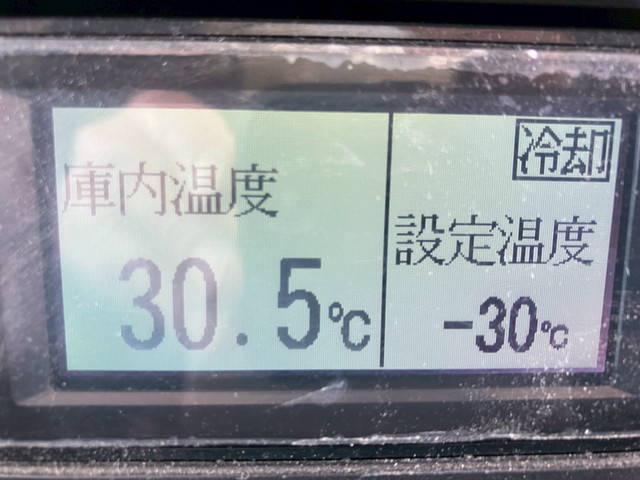 庫内温度
30.5℃
冷却
設定温度
-30℃